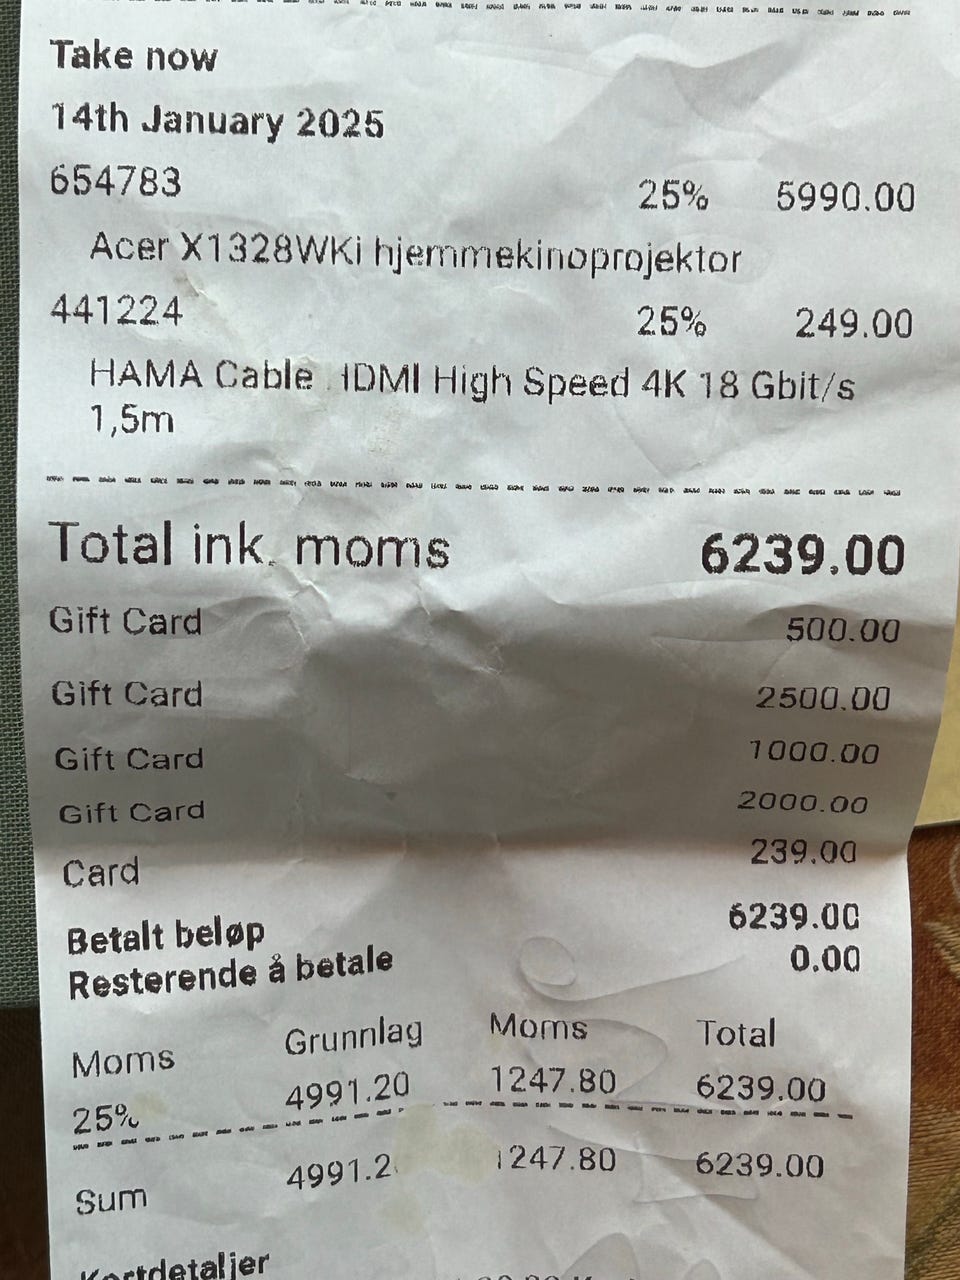 Take now
14th January 2025
654783 25% 5990.00
Acer X1328WKi hjemmekinoprojektor
441224 25% 249.00
HAMA Cable HDMI High Speed 4K 18 Gbit/s
1,5m
Total ink. moms 6239.00
Gift Card 500.00
Gift Card 2500.00
Gift Card 1000.00
Gift Card 2000.00
Card 239.00
Betalt beløp 6239.00
Resterende å betale 0.00
Moms Grunnlag Moms Total
25% 4991.20 1247.80 6239.00
Sum 4991.2 1247.80 6239.00
Kortdetaljer